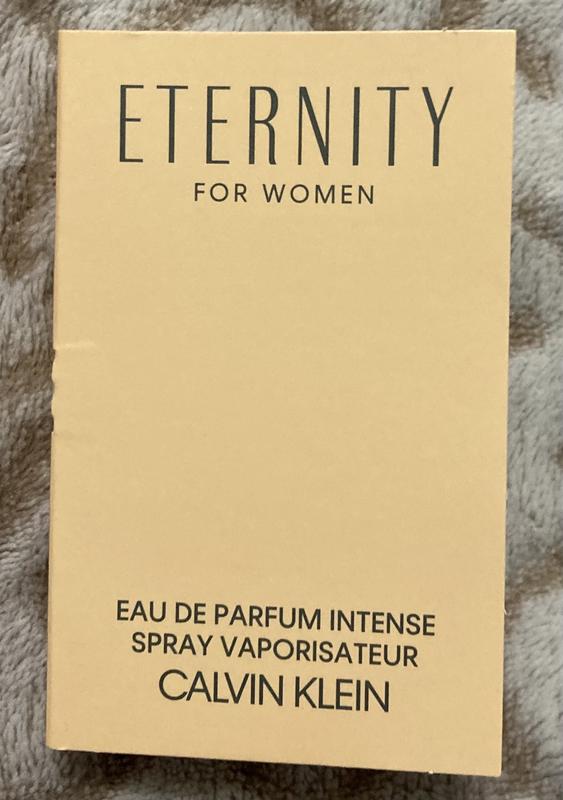 ETERNITY
FOR WOMEN
EAU DE PARFUM INTENSE
SPRAY VAPORISATEUR
CALVIN KLEIN